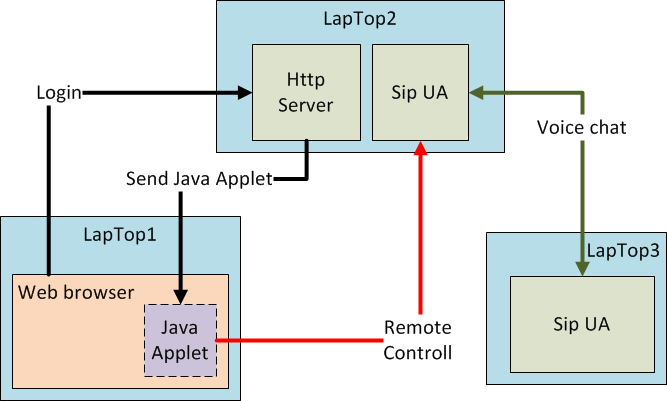 LapTop2
Http
Server
Sip UA
Login
Voice chat
Send Java Applet
LapTop1
LapTop3
Web browser
Java
Applet
Sip UA
Remote
Controll